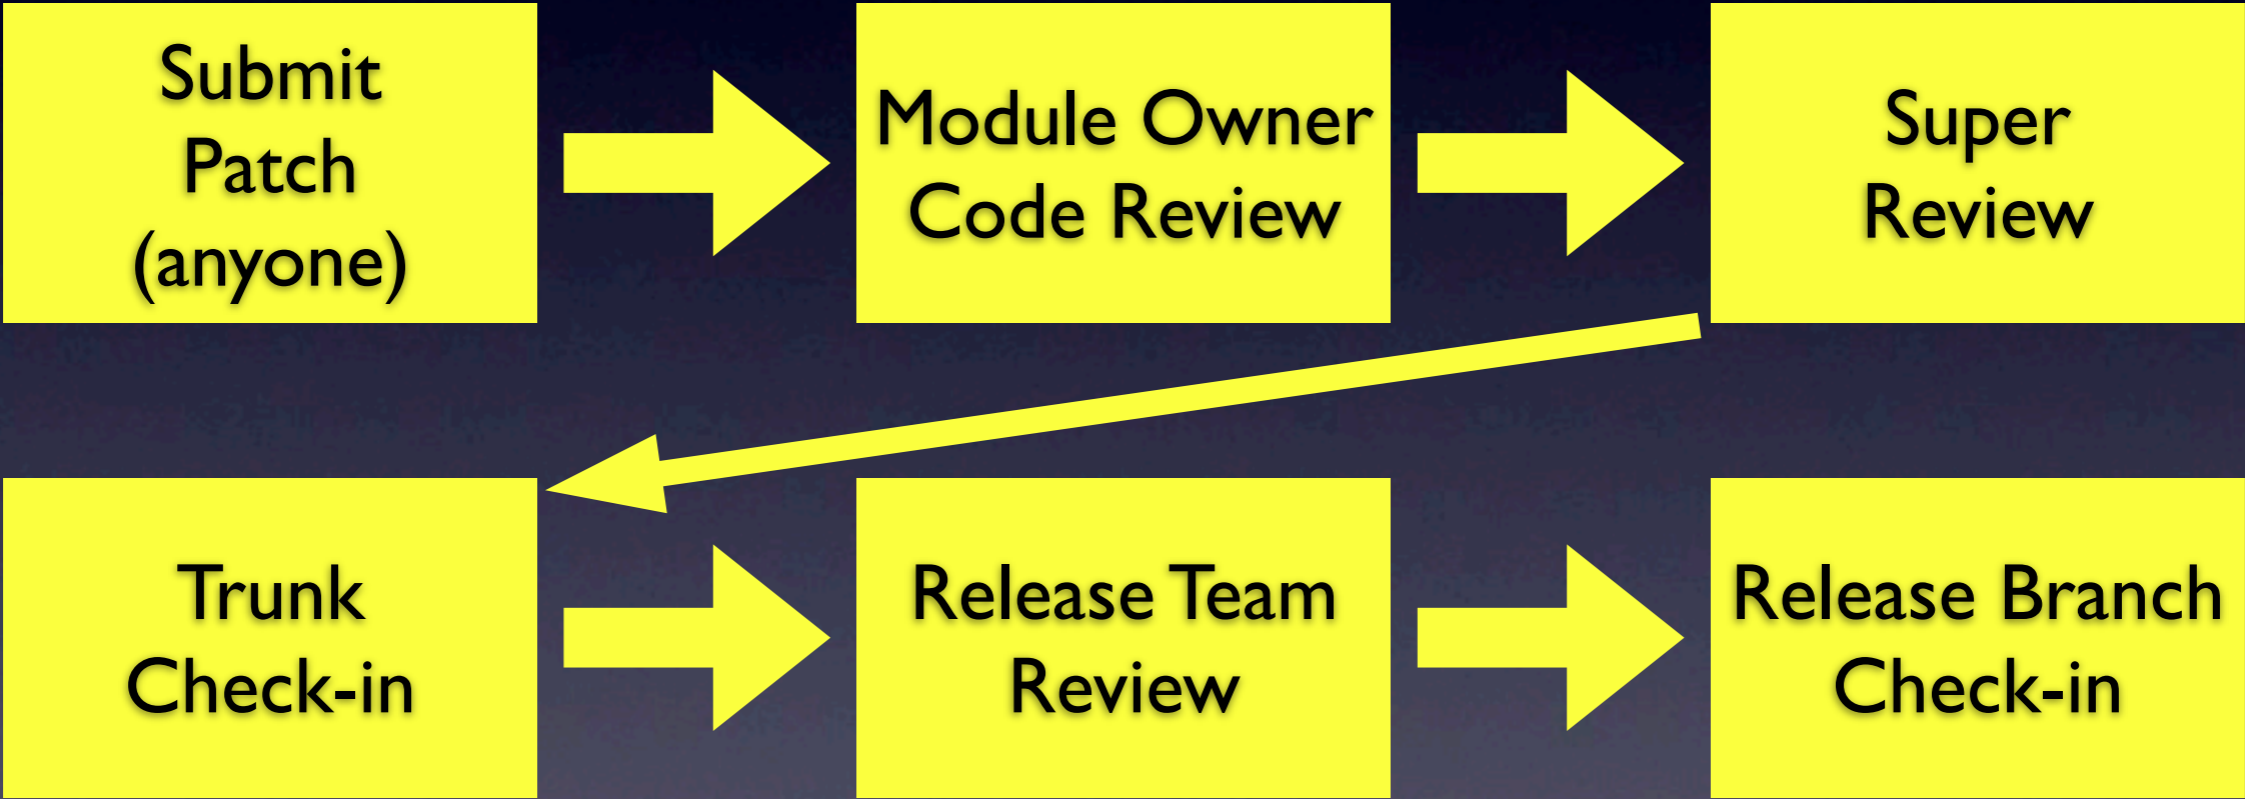 Submit
Patch
(anyone)
Module Owner
Code Review
Super
Review
Trunk
Check-in
Release Team
Review
Release Branch
Check-in